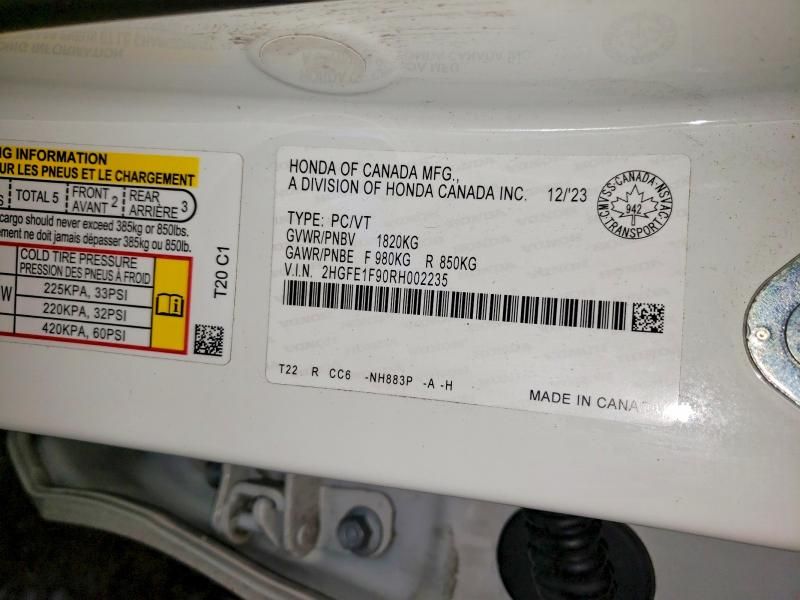 NG INFORMATION
UR LES PNEUS ET LE CHARGEMENT
TOTAL 5
FRONT
AVANT 2
REAR
ARRIÈRE 3
cargo should never exceed 385kg or 850lbs.
ne doit jamais dépasser 385kg ou 850lb.
COLD TIRE PRESSURE
PRESSION DES PNEUS À FROID
W
225KPA, 33PSI
220KPA, 32PSI
420KPA, 60PSI
T20 C1
HONDA OF CANADA MFG.,
A DIVISION OF HONDA CANADA INC. 12/'23
TYPE: PC/VT
GVWR/PNBV 1820KG
GAWR/PNBE F 980KG R 850KG
V.I.N. 2HGFE1F90RH002235
CMVSS-CANADA-NSVAC
942
TRANSPORT
T22 R CC6 -NH883P -A -H
MADE IN CANA